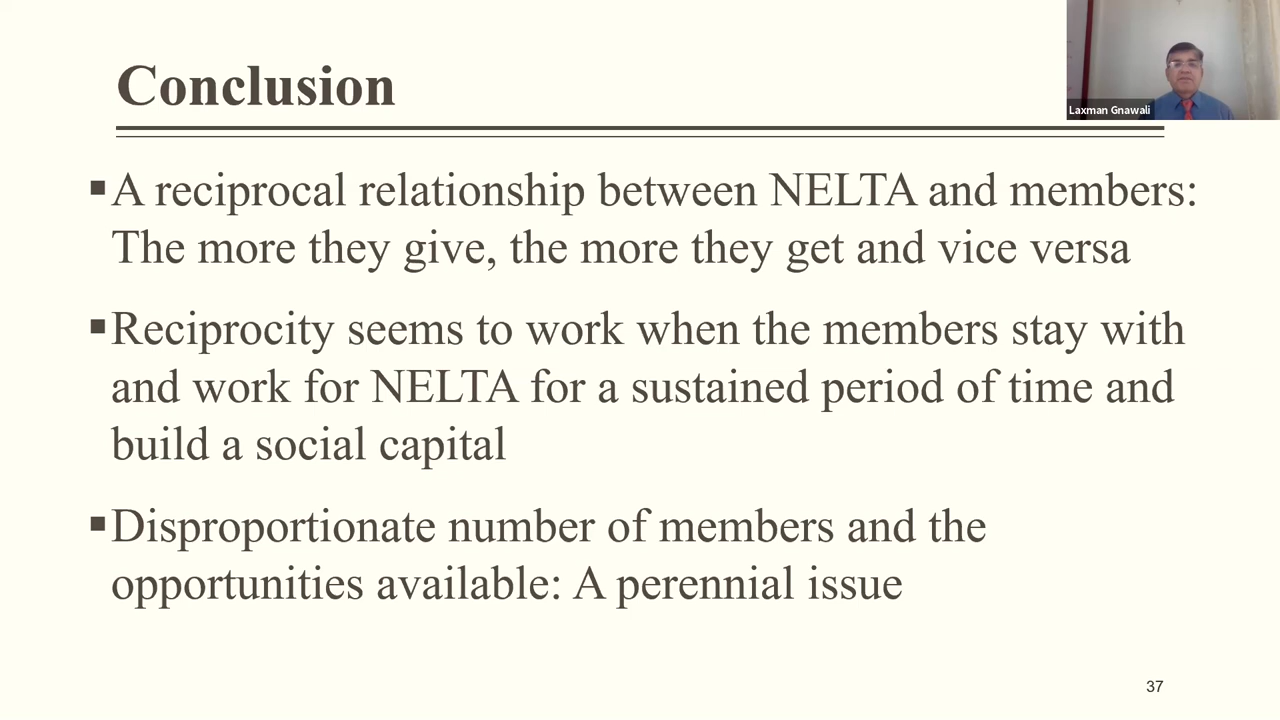 Conclusion
Laxman Gnawali
▪A reciprocal relationship between NELTA and members:
The more they give, the more they get and vice versa
▪Reciprocity seems to work when the members stay with
and work for NELTA for a sustained period of time and
build a social capital
▪Disproportionate number of members and the
opportunities available: A perennial issue
37